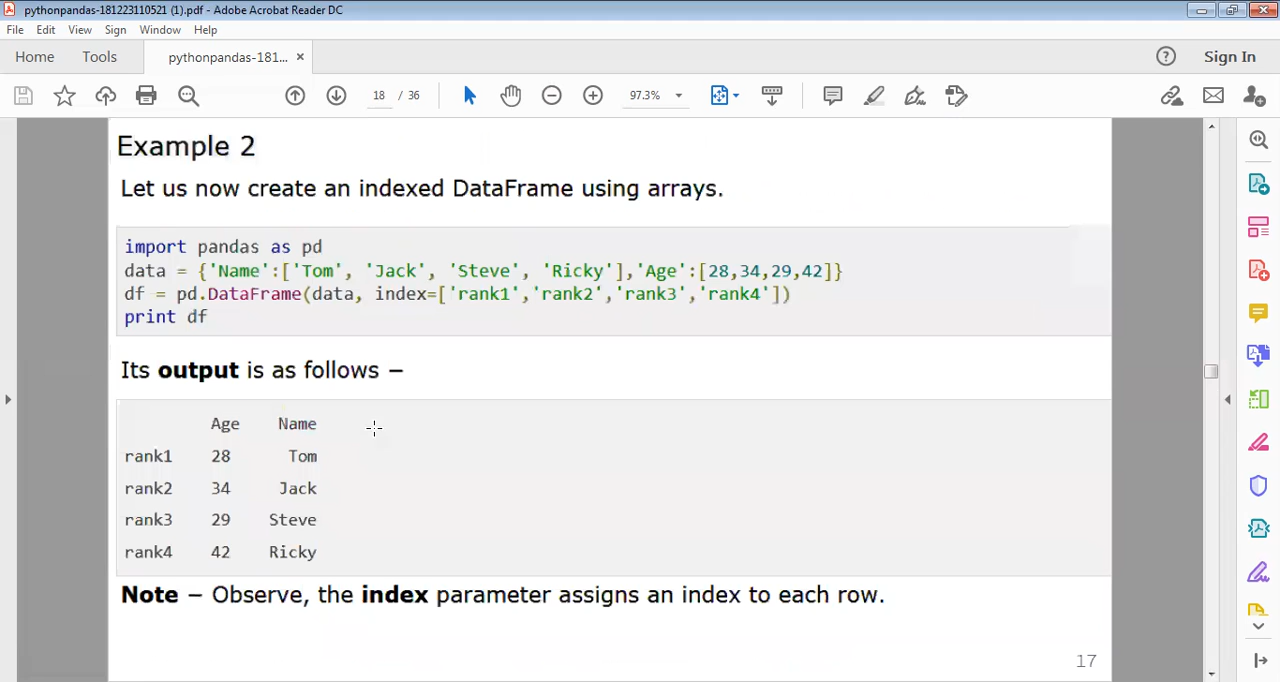 pythonpandas-181223110521 (1).pdf - Adobe Acrobat Reader DC
File Edit View Sign Window Help
Home Tools pythonpandas-181... × ? Sign In
18 / 36 97.3%
Example 2
Let us now create an indexed DataFrame using arrays.
import pandas as pd
data = {'Name':['Tom', 'Jack', 'Steve', 'Ricky'],'Age':[28,34,29,42]}
df = pd.DataFrame(data, index=['rank1','rank2','rank3','rank4'])
print df
Its output is as follows −
Age Name
rank1 28 Tom
rank2 34 Jack
rank3 29 Steve
rank4 42 Ricky
Note − Observe, the index parameter assigns an index to each row.
17